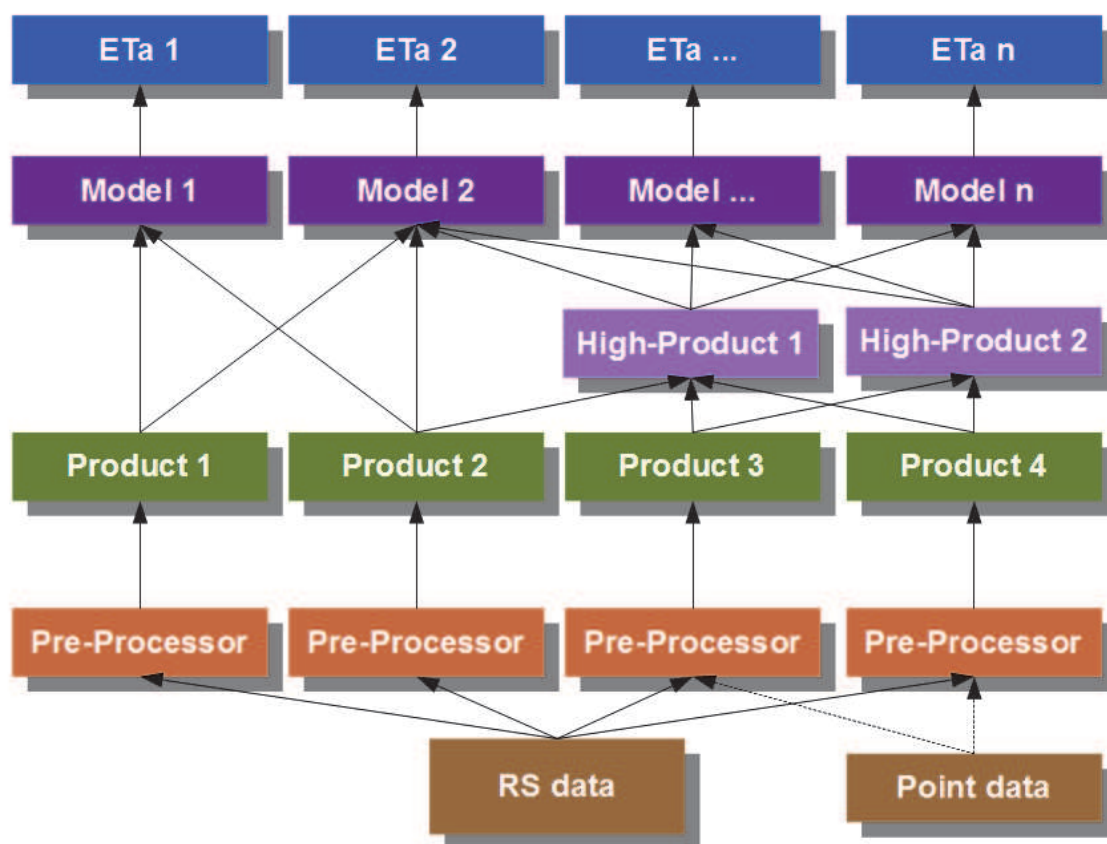 ETa 1
ETa 2
ETa ...
ETa n
Model 1
Model 2
Model ...
Model n
High-Product 1
High-Product 2
Product 1
Product 2
Product 3
Product 4
Pre-Processor
Pre-Processor
Pre-Processor
Pre-Processor
RS data
Point data